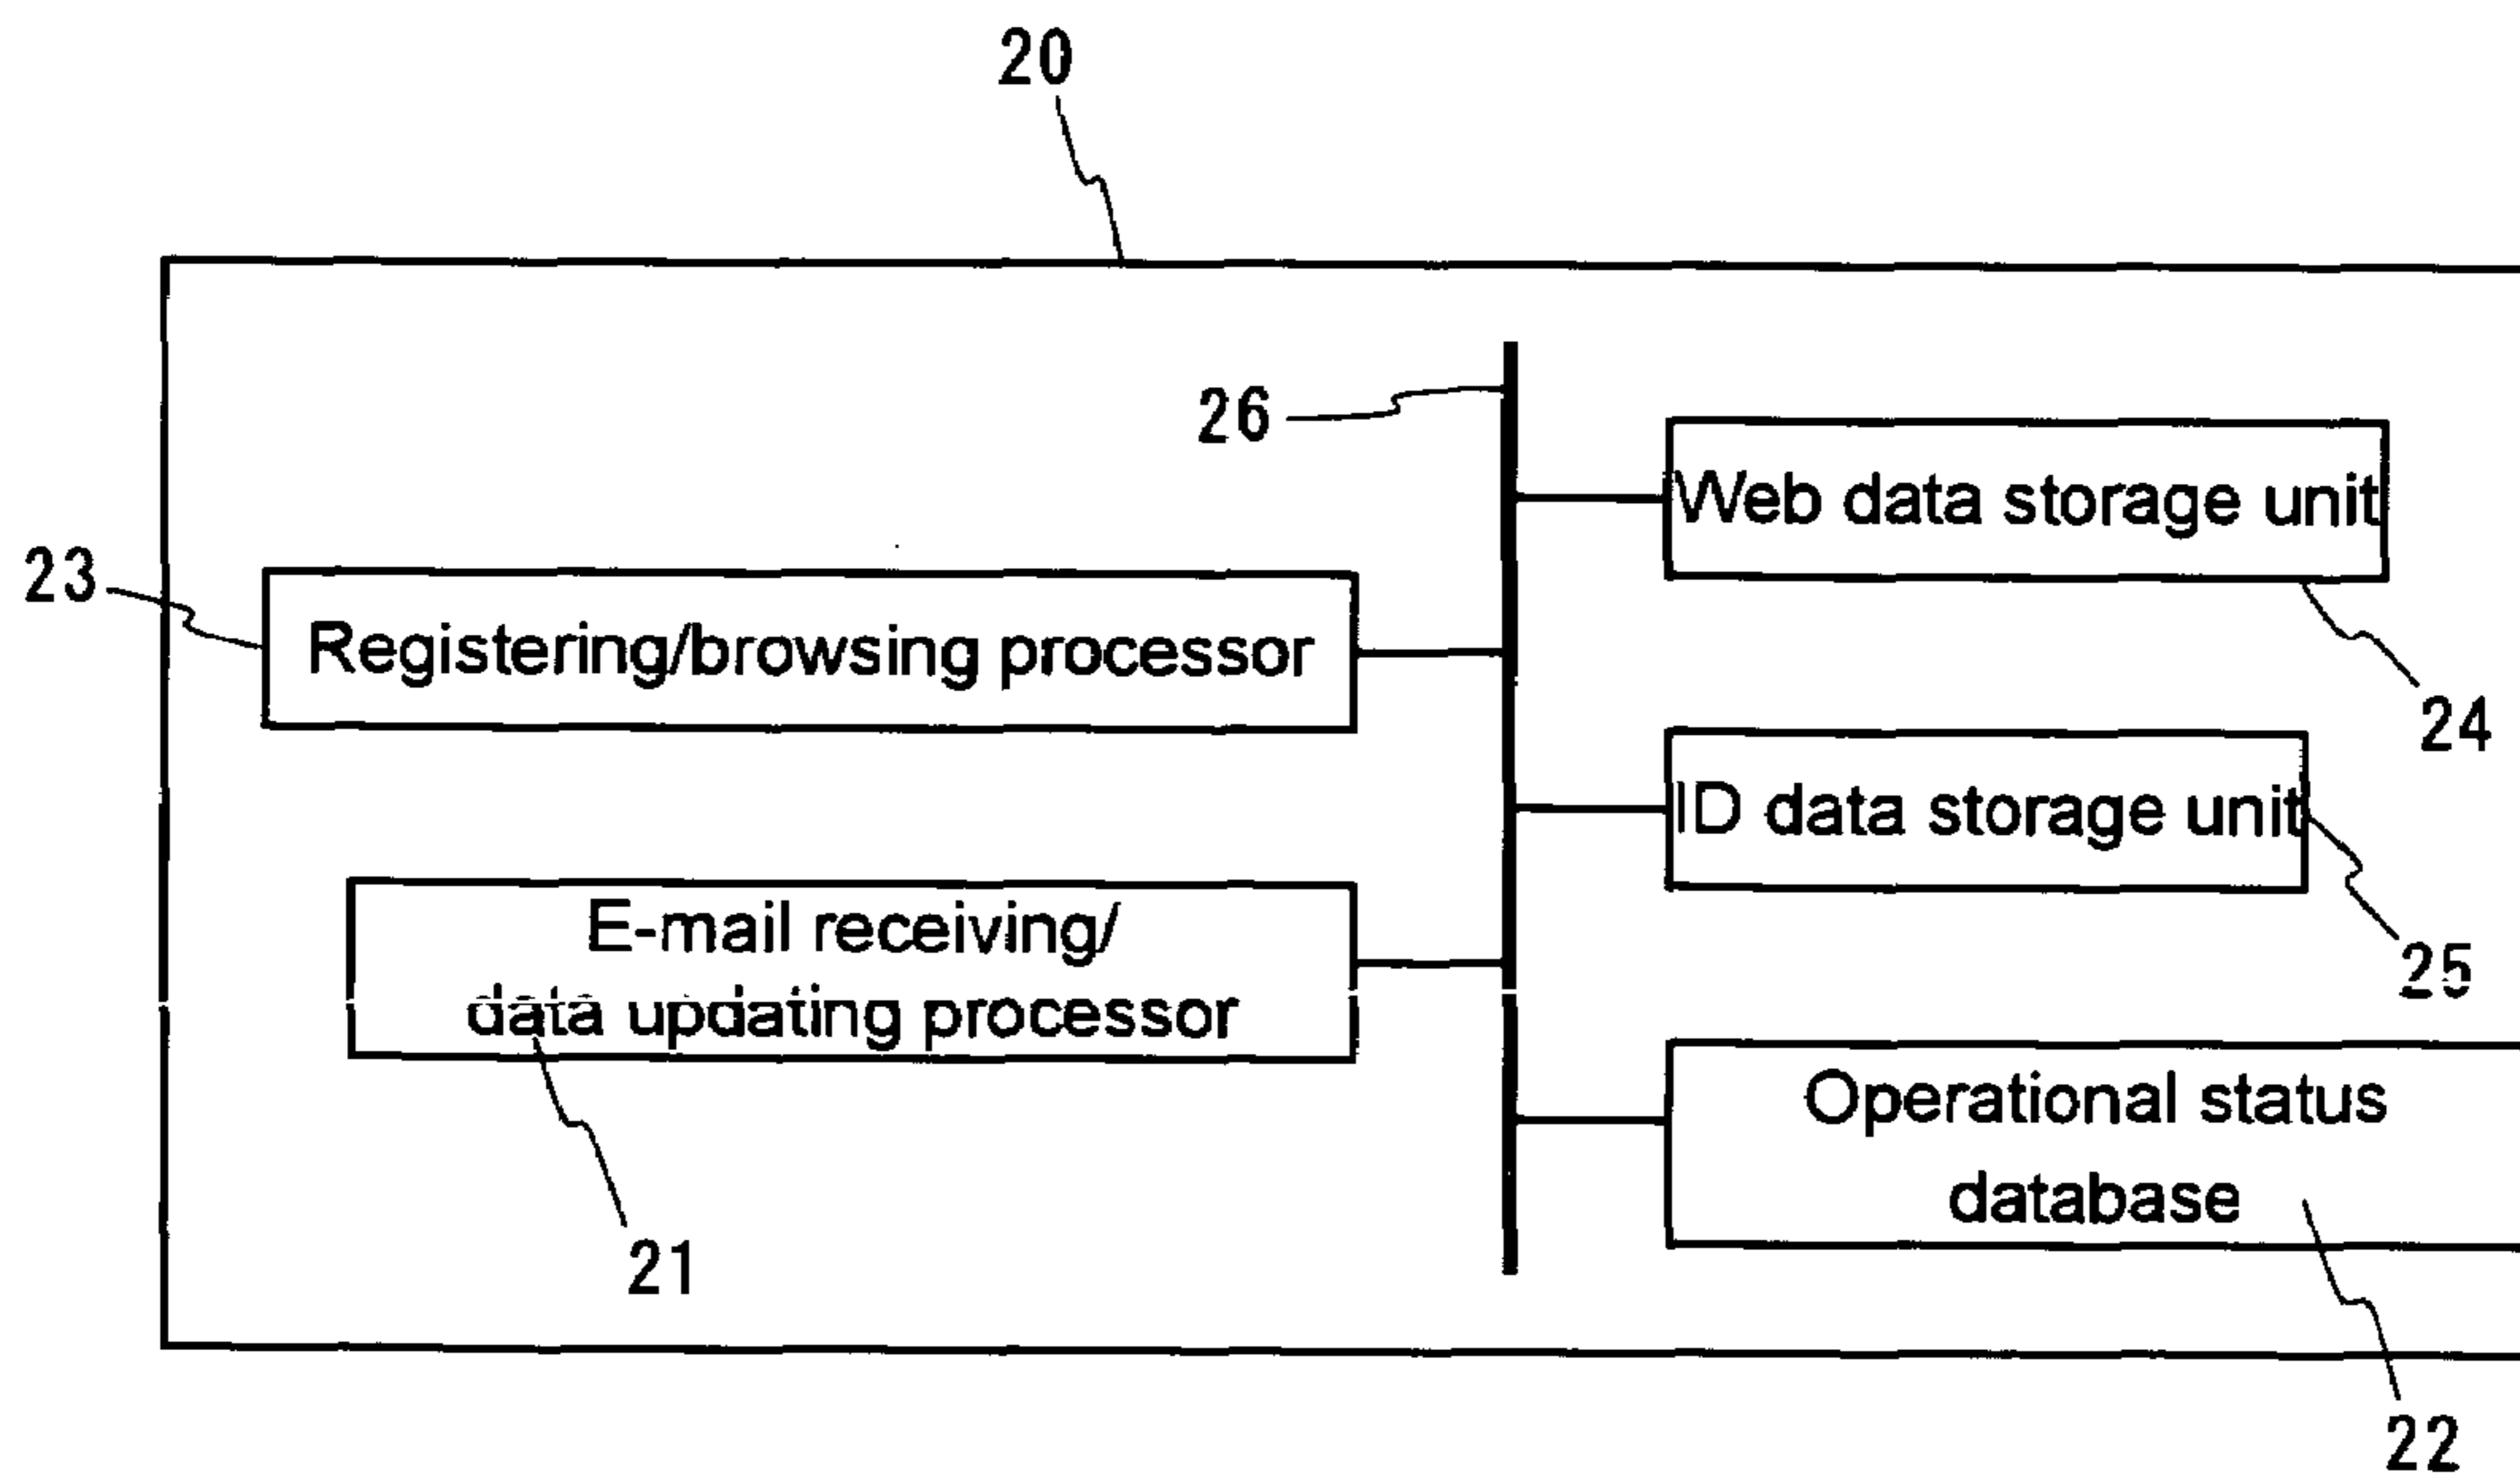 20
26
Web data storage unit
23
Registering/browsing processor
24
ID data storage unit
E-mail receiving/
data updating processor
25
Operational status
database
21
22